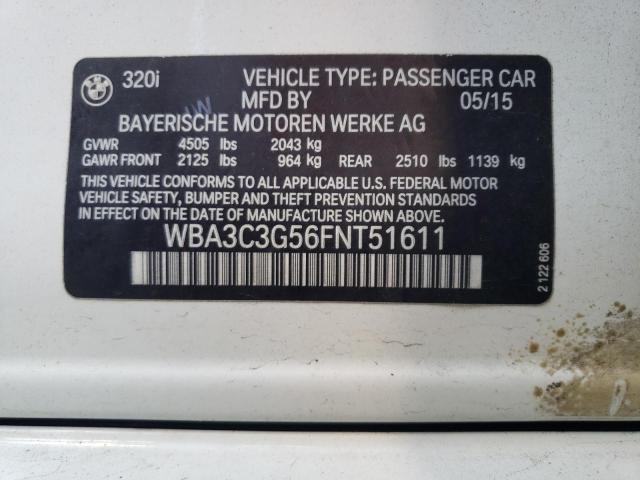 BMW 320i VEHICLE TYPE: PASSENGER CAR
MFD BY 05/15
BAYERISCHE MOTOREN WERKE AG
GVWR 4505 lbs 2043 kg
GAWR FRONT 2125 lbs 964 kg REAR 2510 lbs 1139 kg
THIS VEHICLE CONFORMS TO ALL APPLICABLE U.S. FEDERAL MOTOR
VEHICLE SAFETY, BUMPER AND THEFT PREVENTION STANDARDS
IN EFFECT ON THE DATE OF MANUFACTURE SHOWN ABOVE.
WBA3C3G56FNT51611
2 122 606